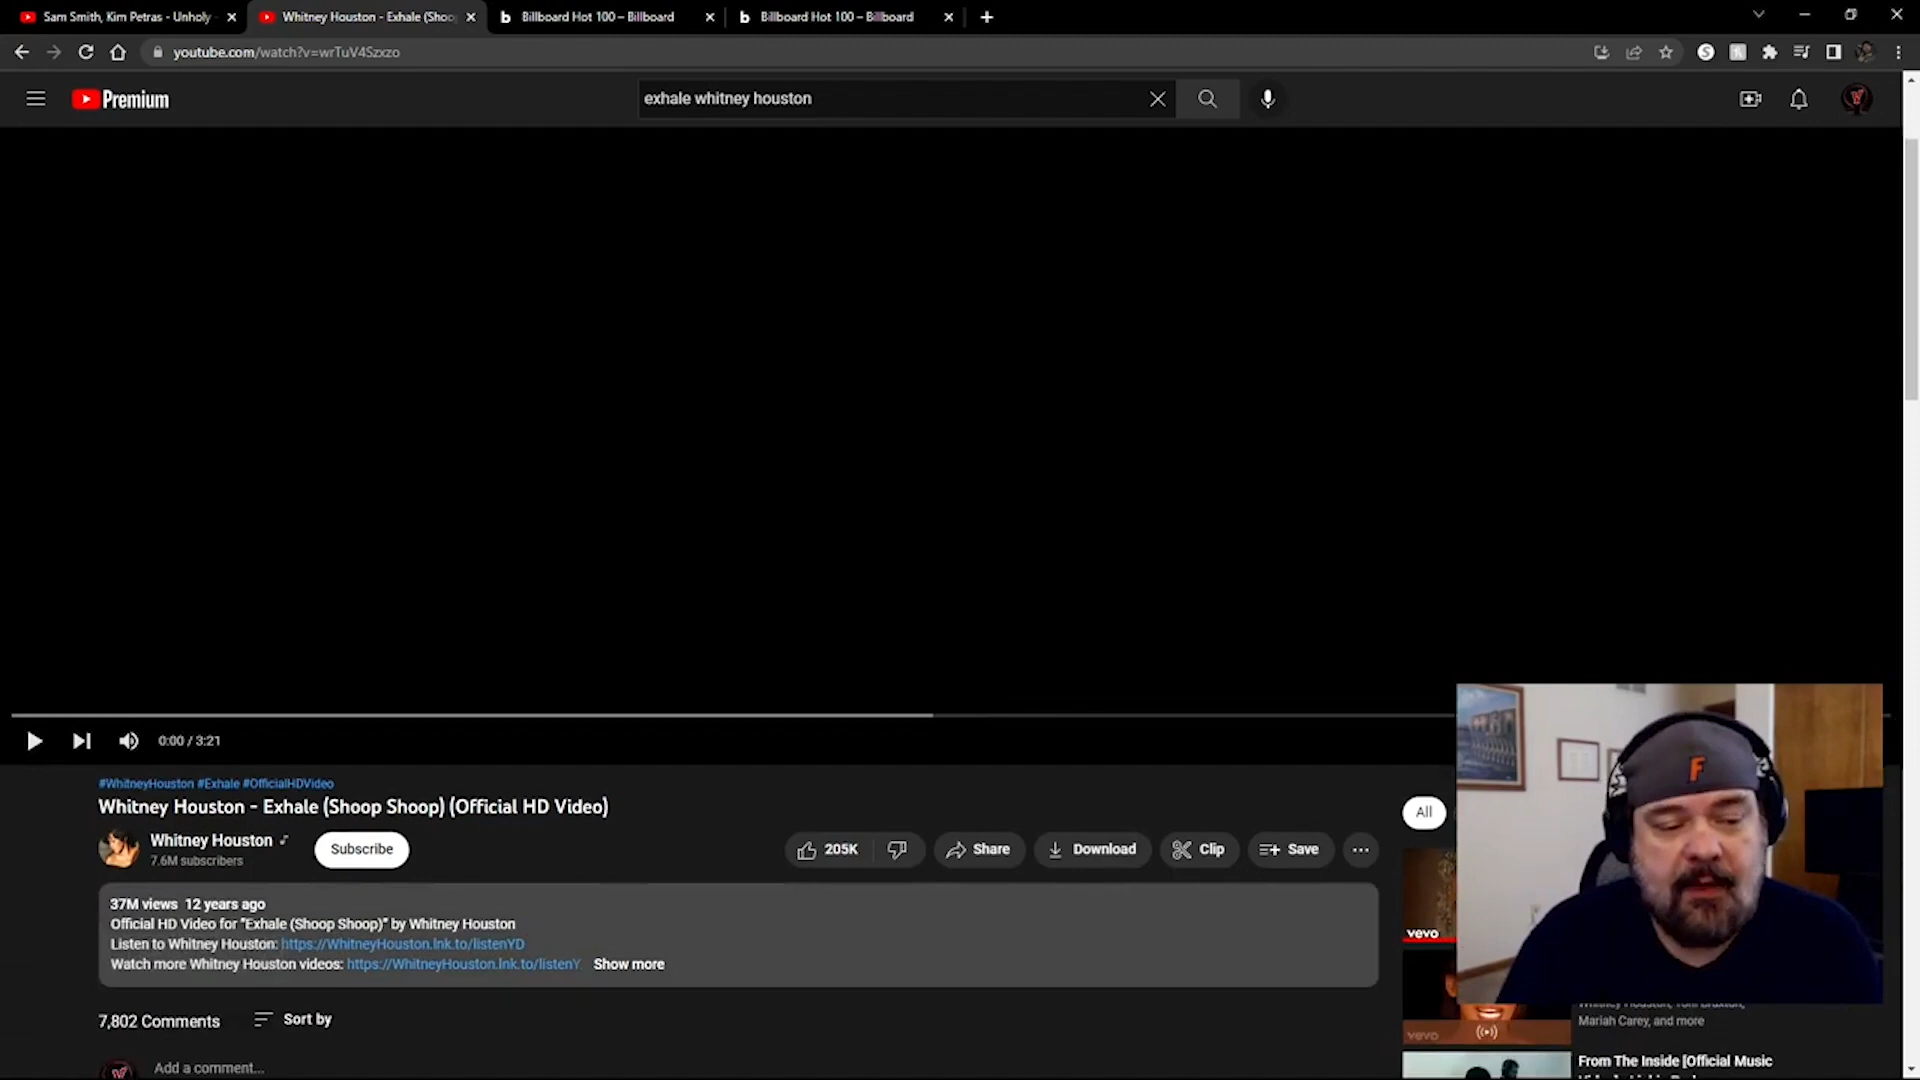 Sam Smith, Kim Petras - Unholy
Whitney Houston - Exhale (Shoo
Billboard Hot 100 – Billboard
Billboard Hot 100 – Billboard
youtube.com/watch?v=wrTuV4Szxzo
Premium
exhale whitney houston
0:00 / 3:21
#WhitneyHouston #Exhale #OfficialHDVideo
Whitney Houston - Exhale (Shoop Shoop) (Official HD Video)
Whitney Houston
7.6M subscribers
Subscribe
205K
Share
Download
Clip
Save
All
37M views 12 years ago
Official HD Video for "Exhale (Shoop Shoop)" by Whitney Houston
Listen to Whitney Houston: https://WhitneyHouston.lnk.to/listenYD
Watch more Whitney Houston videos: https://WhitneyHouston.lnk.to/listenY Show more
7,802 Comments
Sort by
Add a comment...
F
vevo
vevo
Whitney Houston, Toni Braxton,
Mariah Carey, and more
From The Inside [Official Music